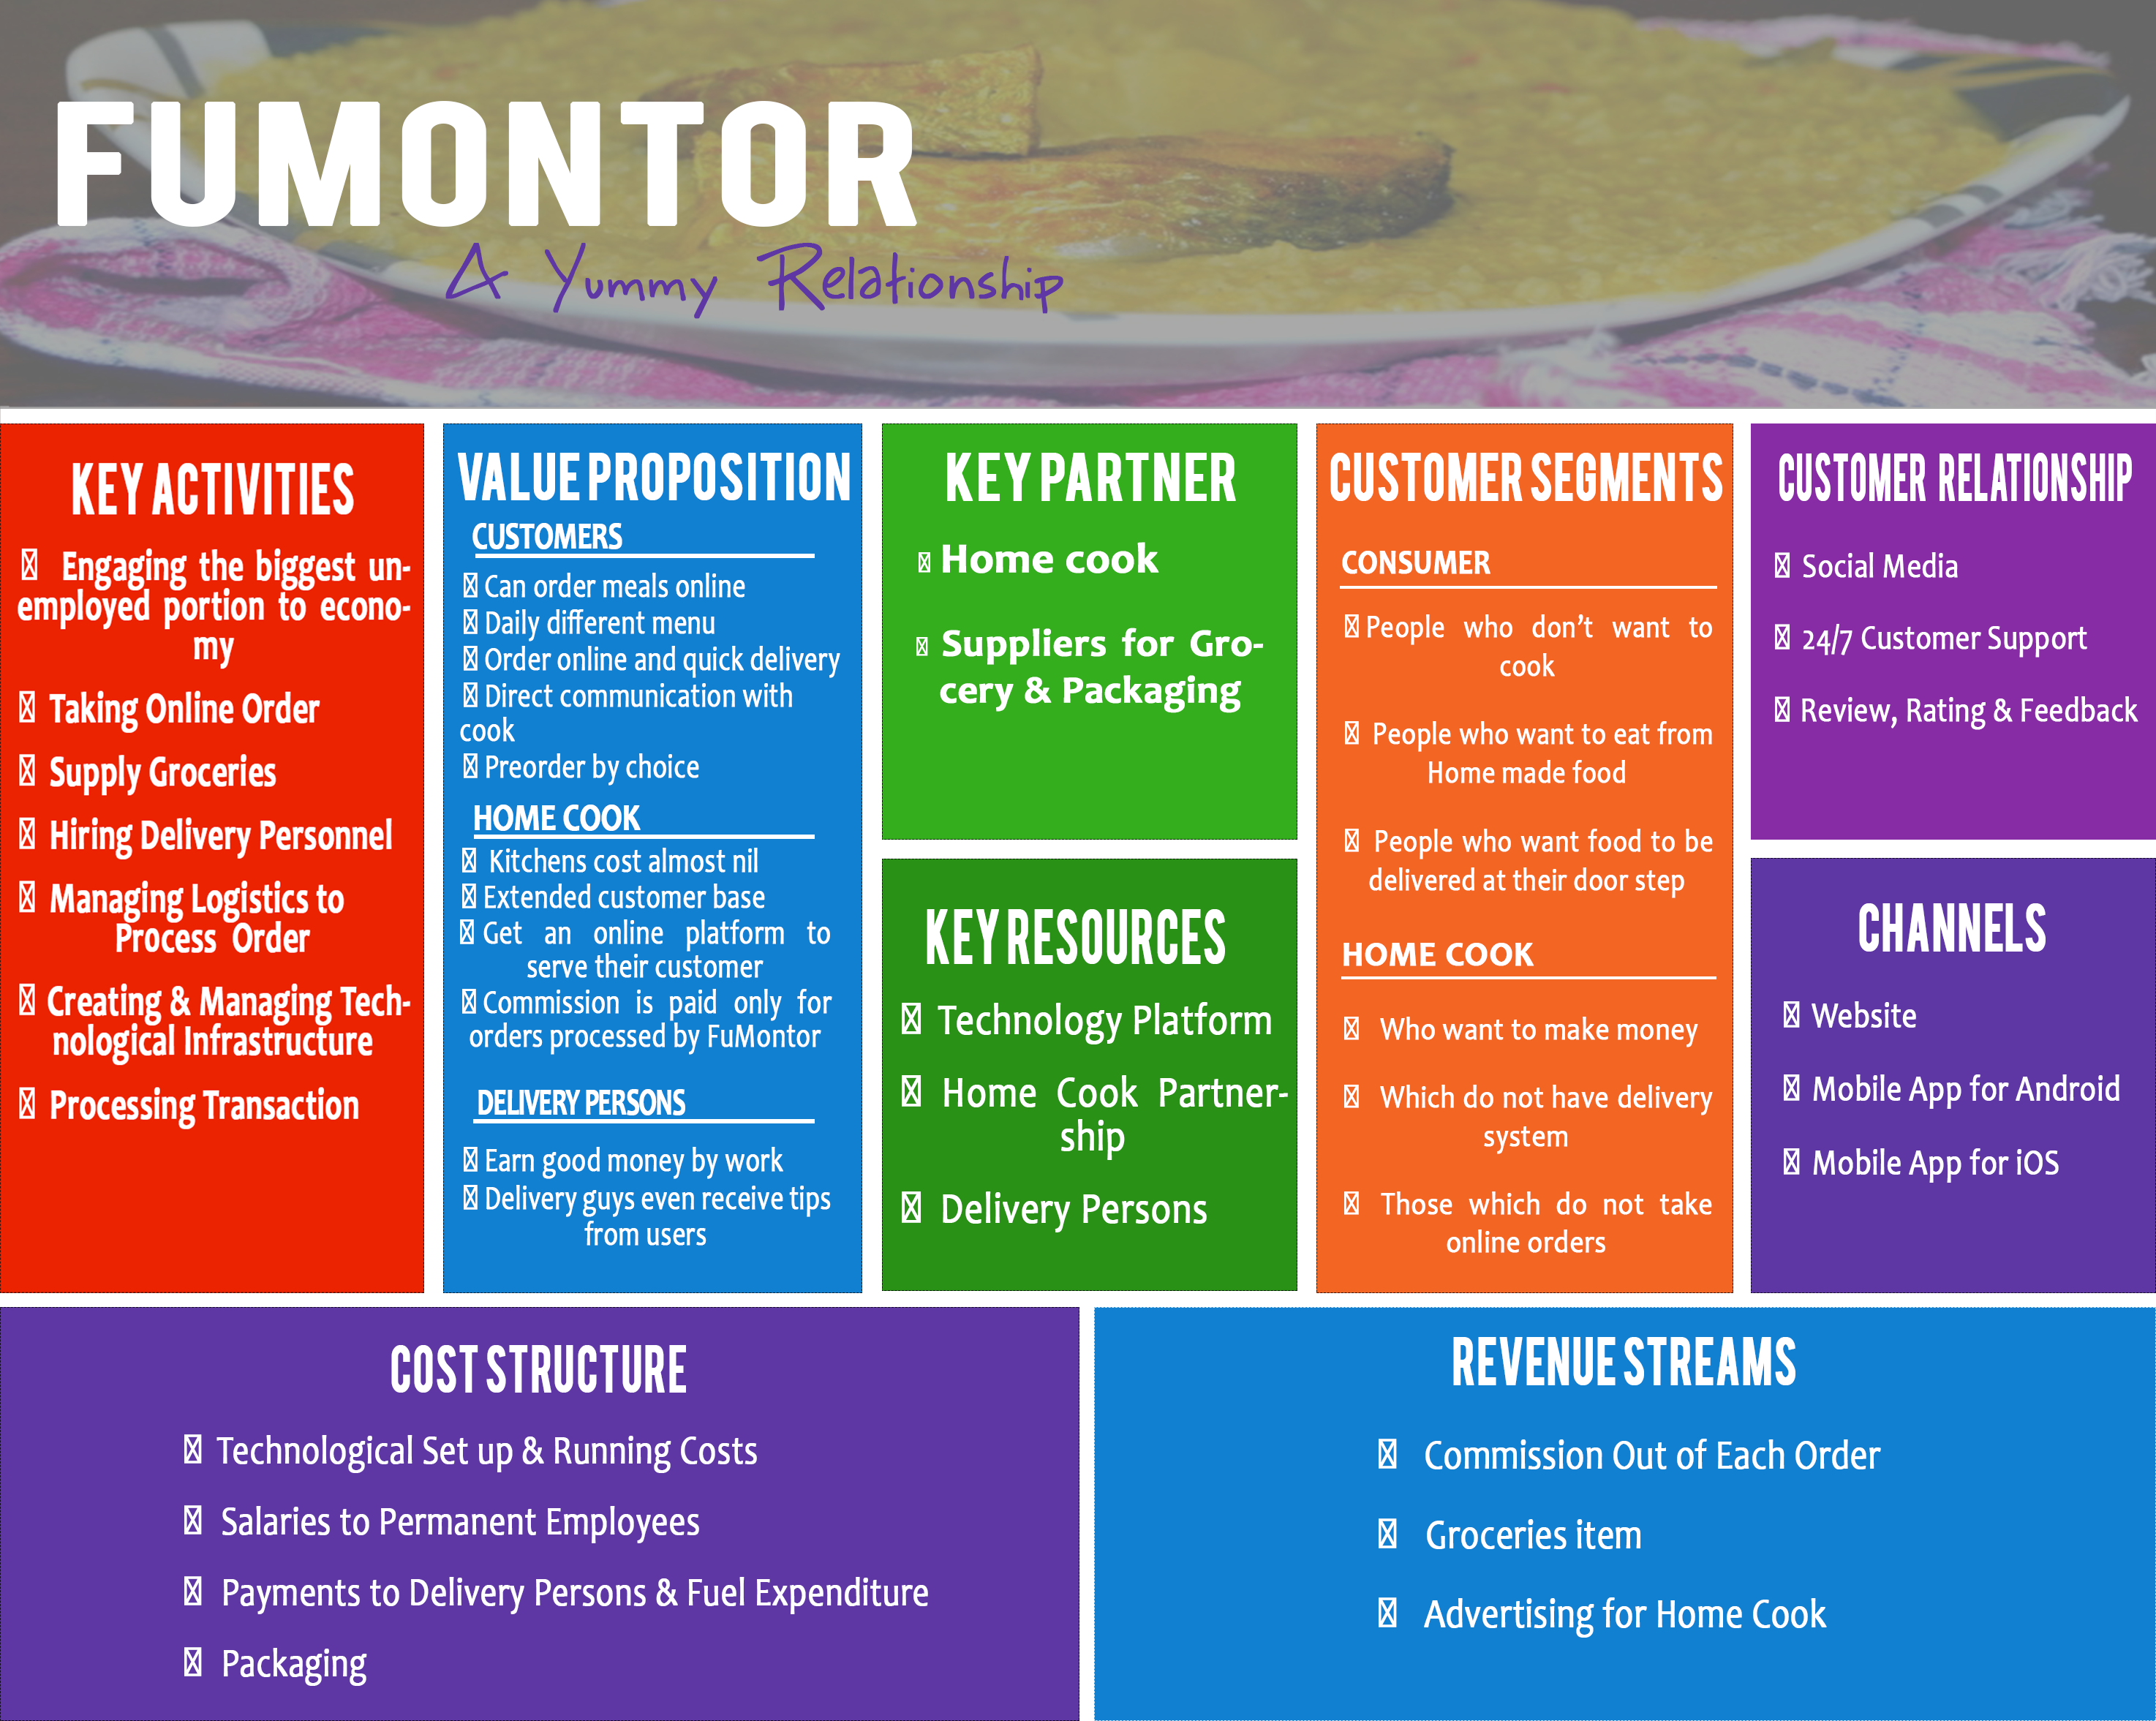 FUMONTOR
A Yummy Relationship
KEY ACTIVITIES
Engaging the biggest un-
employed portion to econo-
my
Taking Online Order
Supply Groceries
Hiring Delivery Personnel
Managing Logistics to
Process Order
Creating & Managing Tech-
nological Infrastructure
Processing Transaction
VALUE PROPOSITION
CUSTOMERS
Can order meals online
Daily different menu
Order online and quick delivery
Direct communication with
cook
Preorder by choice
HOME COOK
Kitchens cost almost nil
Extended customer base
Get an online platform to
serve their customer
Commission is paid only for
orders processed by FuMontor
DELIVERY PERSONS
Earn good money by work
Delivery guys even receive tips
from users
KEY PARTNER
Home cook
Suppliers for Gro-
cery & Packaging
KEY RESOURCES
Technology Platform
Home Cook Partner-
ship
Delivery Persons
CUSTOMER SEGMENTS
CONSUMER
People who don’t want to
cook
People who want to eat from
Home made food
People who want food to be
delivered at their door step
HOME COOK
Who want to make money
Which do not have delivery
system
Those which do not take
online orders
CUSTOMER RELATIONSHIP
Social Media
24/7 Customer Support
Review, Rating & Feedback
CHANNELS
Website
Mobile App for Android
Mobile App for iOS
COST STRUCTURE
Technological Set up & Running Costs
Salaries to Permanent Employees
Payments to Delivery Persons & Fuel Expenditure
Packaging
REVENUE STREAMS
Commission Out of Each Order
Groceries item
Advertising for Home Cook